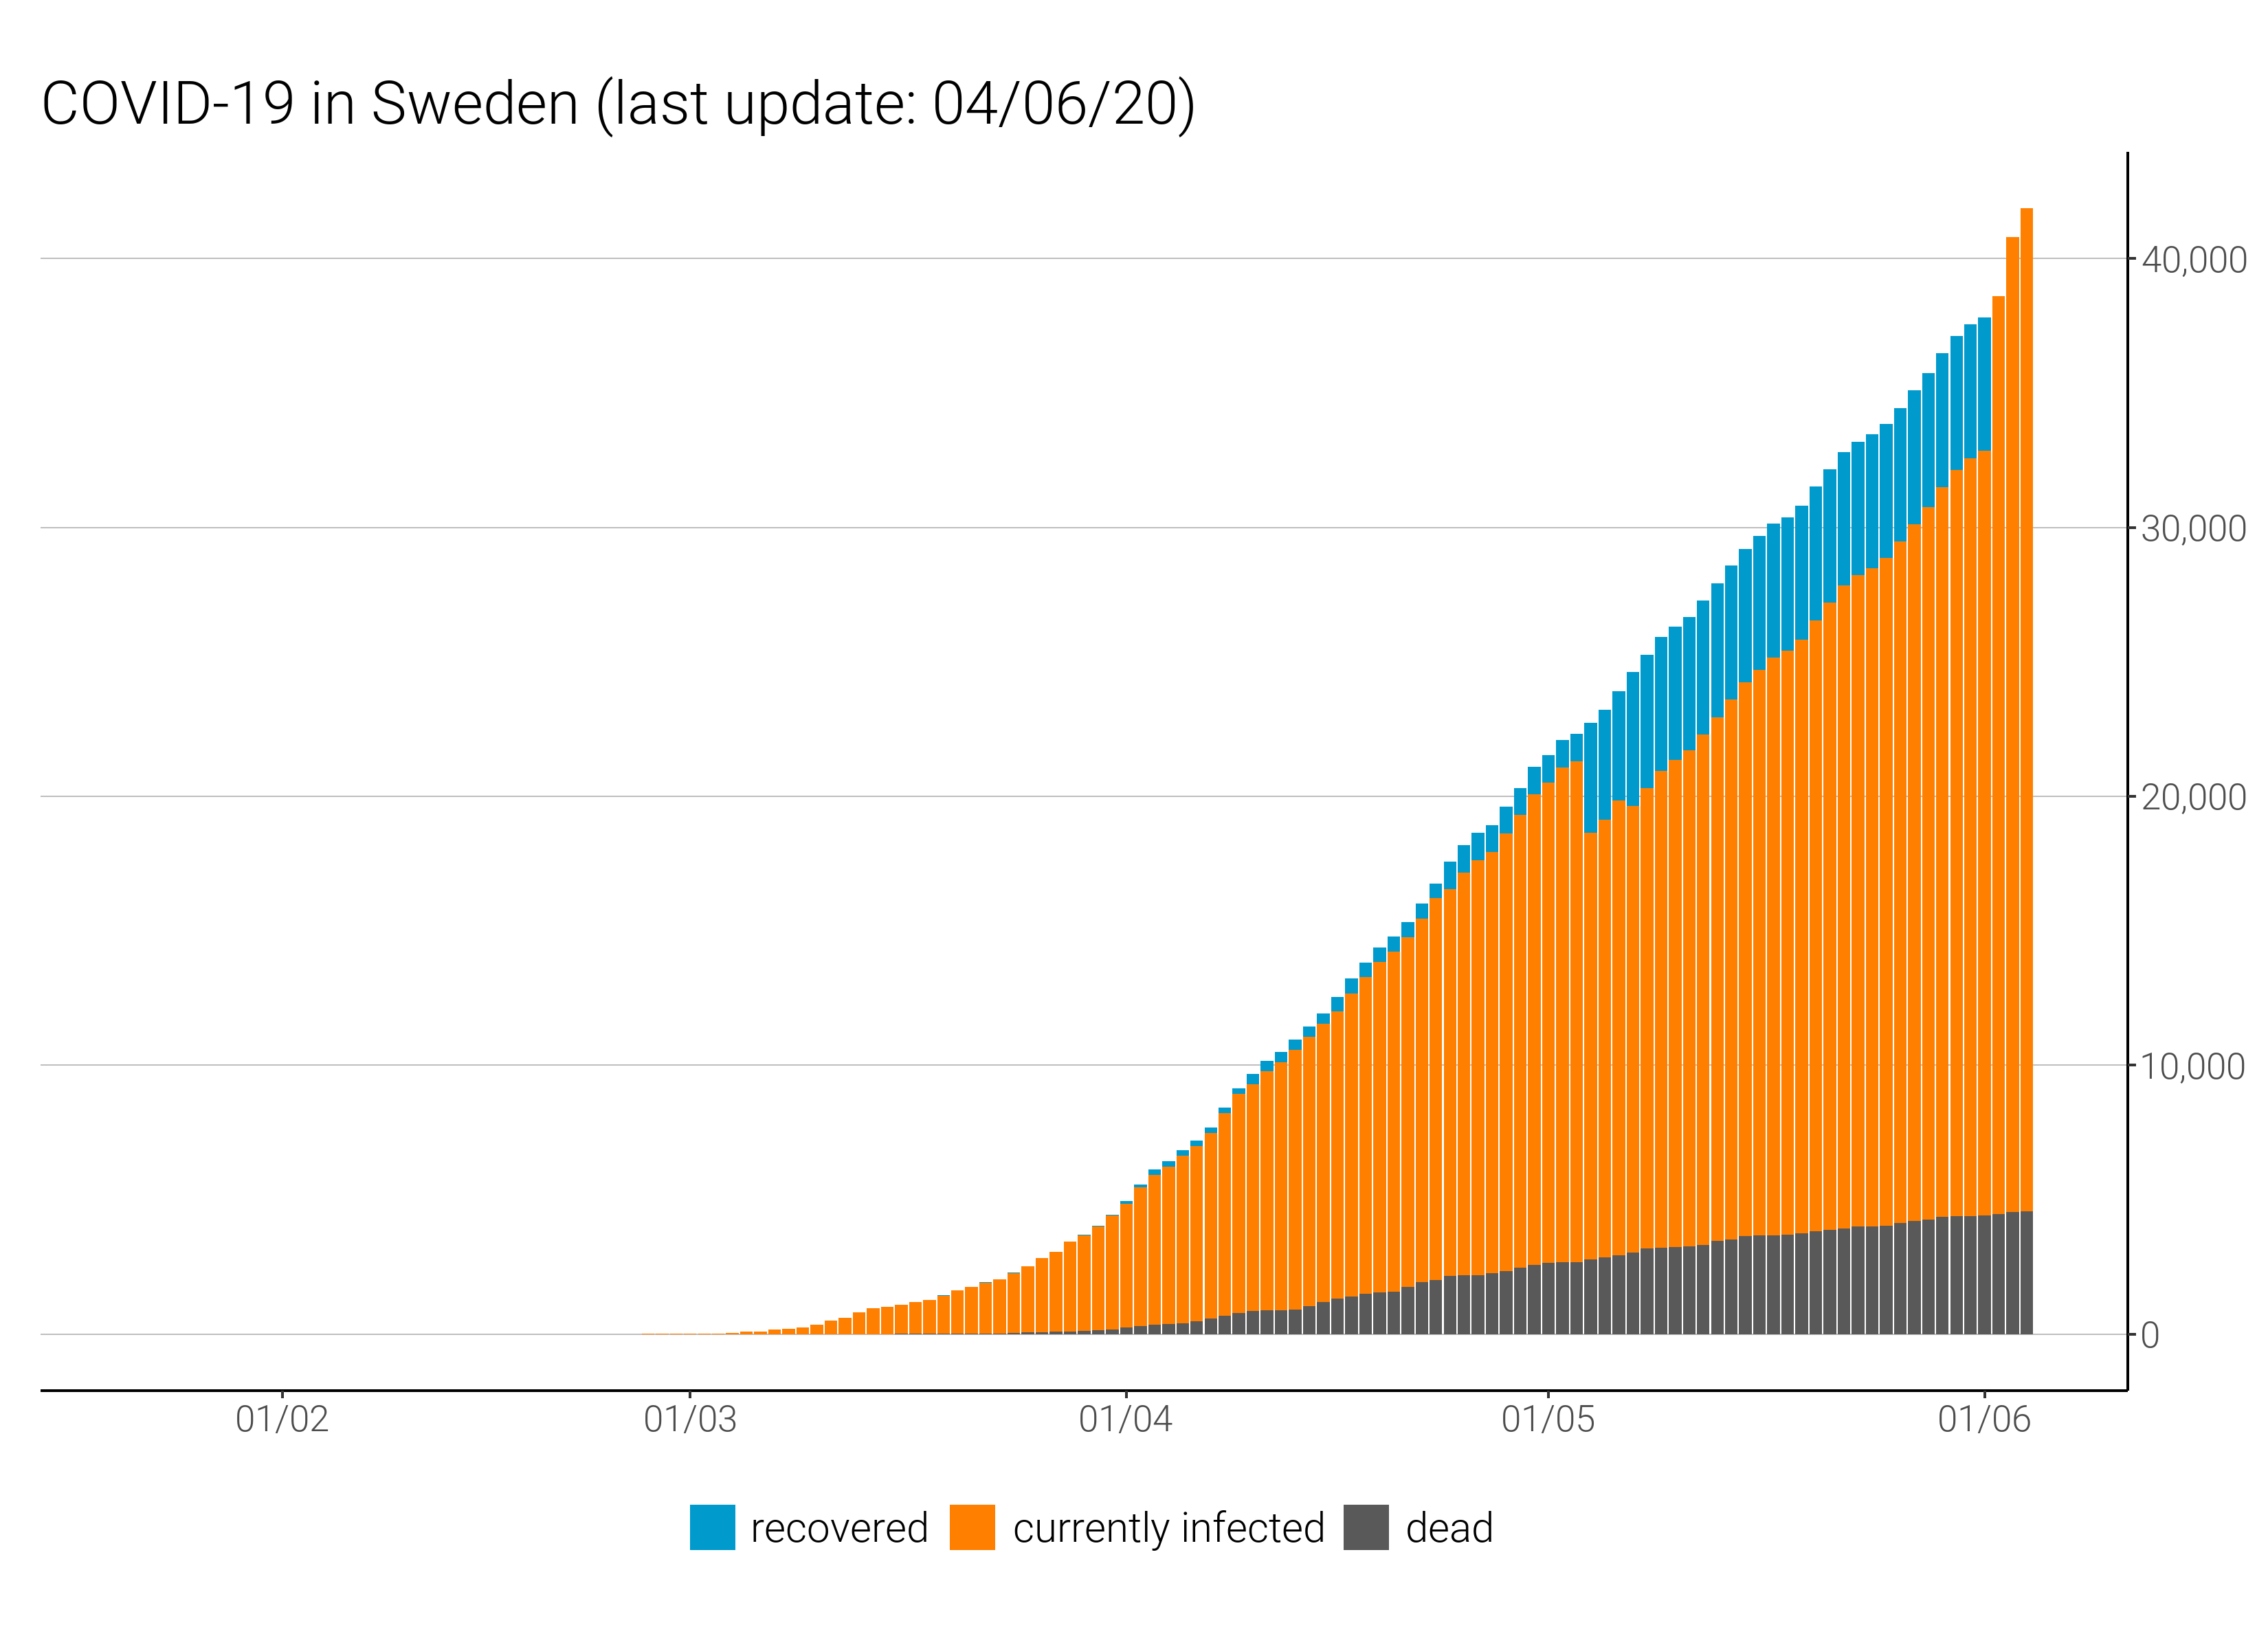 COVID-19 in Sweden (last update: 04/06/20)
40,000
30,000
20,000
10,000
0
01/02 01/03 01/04 01/05 01/06
recovered currently infected dead